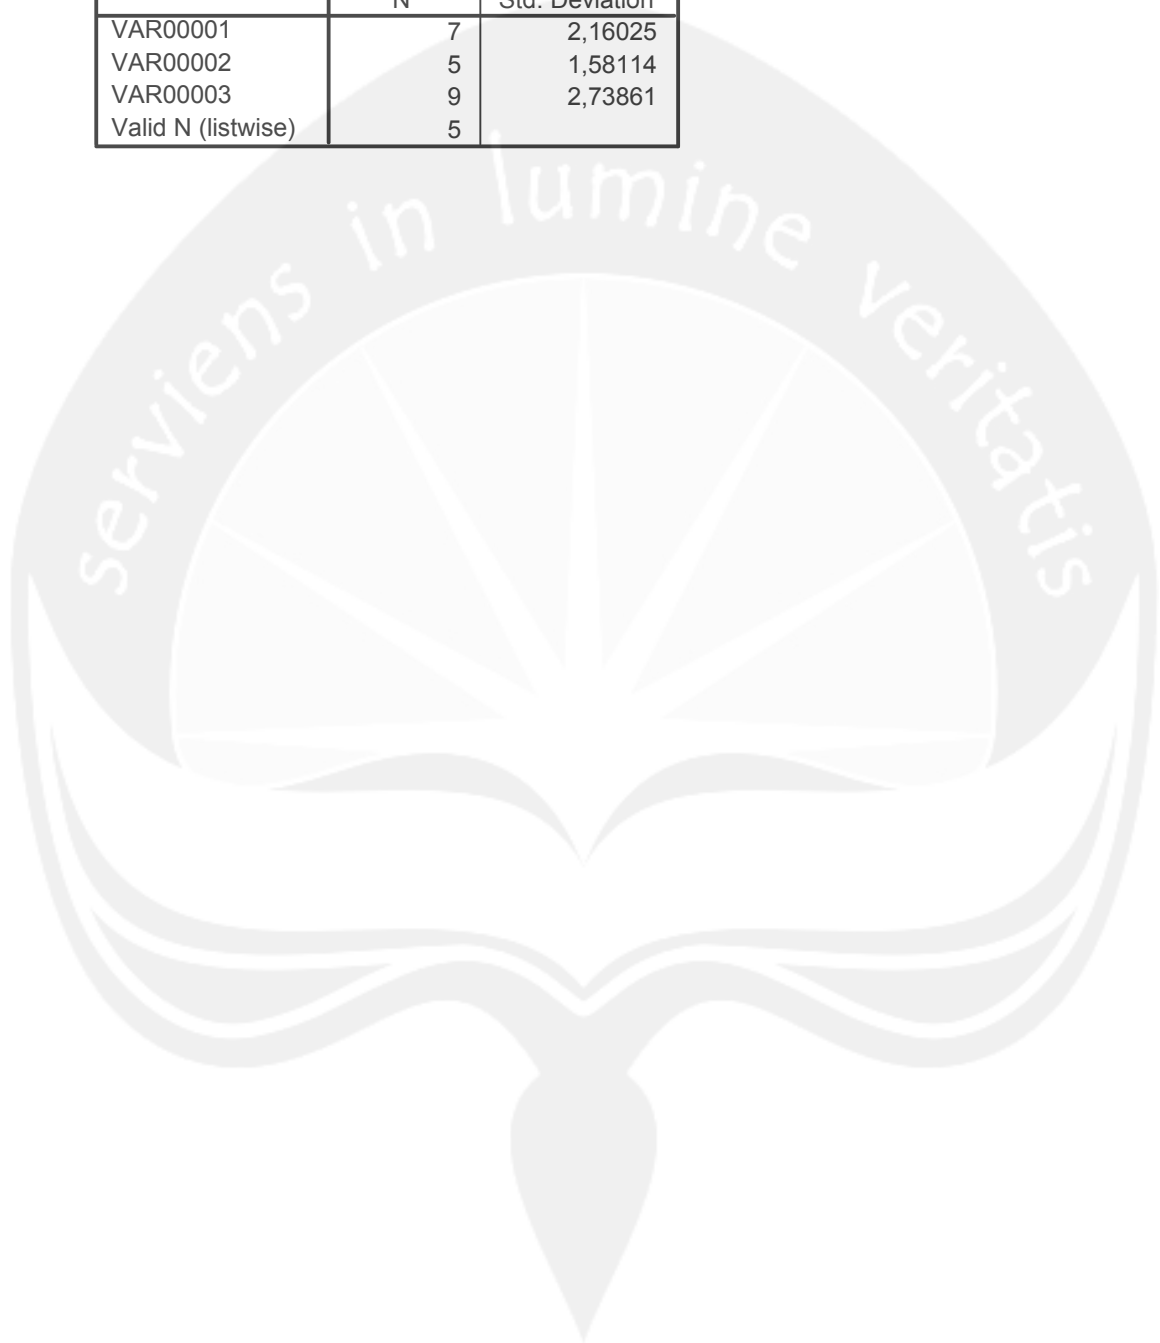 N Std. Deviation
VAR00001 7 2,16025
VAR00002 5 1,58114
VAR00003 9 2,73861
Valid N (listwise) 5
serviens in lumine veritatis